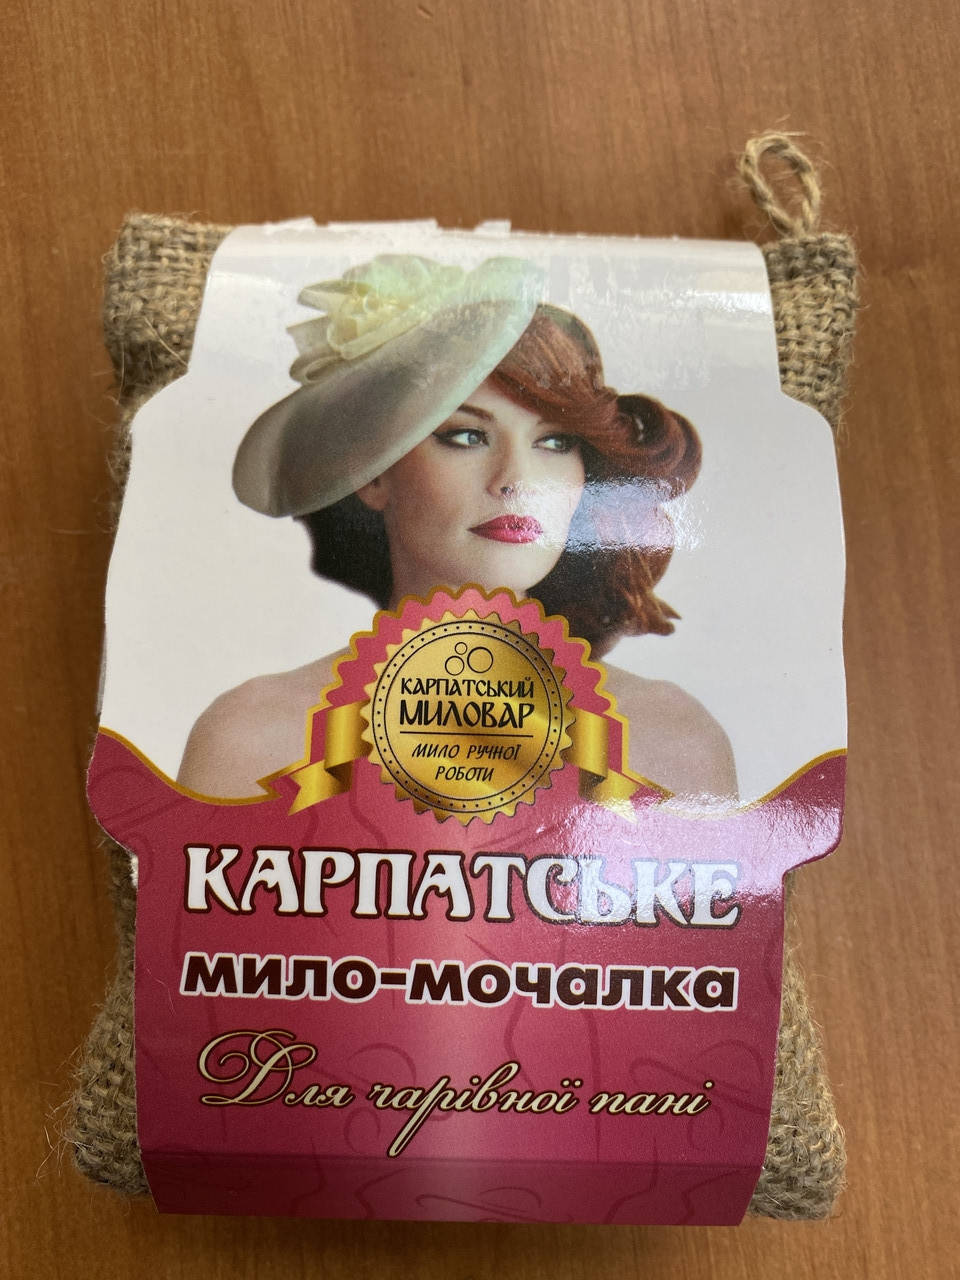 КАРПАТСЬКИЙ
МИЛОВАР
МИЛО РУЧНОЇ
РОБОТИ
КАРПАТСЬКЕ
МИЛО-МОЧАЛКА
Для чарівної пані